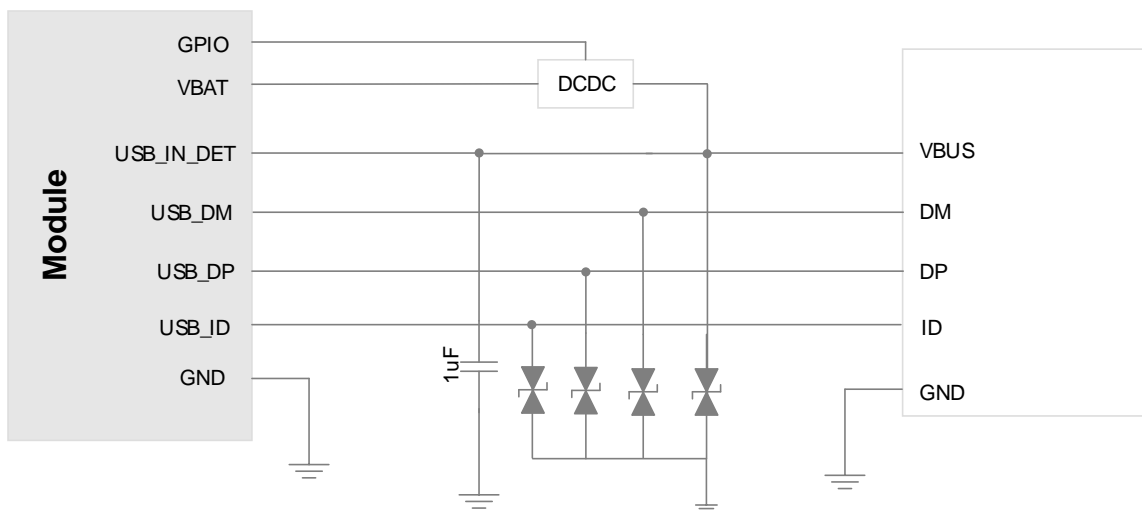 Module
GPIO
VBAT
USB_IN_DET
USB_DM
USB_DP
USB_ID
GND
DCDC
1uF
VBUS
DM
DP
ID
GND